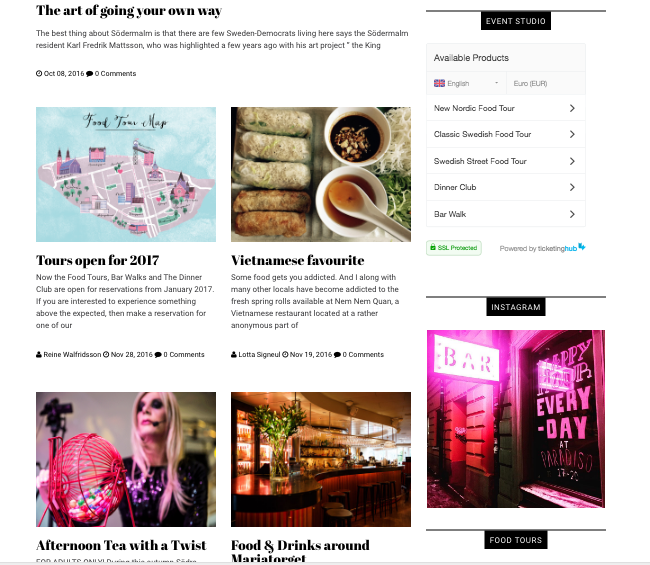 The art of going your own way
The best thing about Södermalm is that there are few Sweden-Democrats living here says the Södermalm
resident Karl Fredrik Mattsson, who was highlighted a few years ago with his art project " the King
Oct 08, 2016 0 Comments
Food Tour Map
Tours open for 2017
Now the Food Tours, Bar Walks and The Dinner
Club are open for reservations from January 2017.
If you are interested to experience something
above the expected, then make a reservation for
one of our
Reine Walfridsson Nov 28, 2016 0 Comments
Vietnamese favourite
Some food gets you addicted. And I along with
many other locals have become addicted to the
fresh spring rolls available at Nem Nem Quan, a
Vietnamese restaurant located at a rather
anonymous part of
Lotta Signeul Nov 19, 2016 0 Comments
Afternoon Tea with a Twist
FOR ADULTS ONLY! During this autumn Södra
Food & Drinks around
Mariatorget
EVENT STUDIO
Available Products
English
Euro (EUR)
New Nordic Food Tour
Classic Swedish Food Tour
Swedish Street Food Tour
Dinner Club
Bar Walk
SSL Protected
Powered by ticketinghub
INSTAGRAM
BAR
HAPPY
HOUR
EVERY
-DAY
AT
PARADISO
17-20
FOOD TOURS